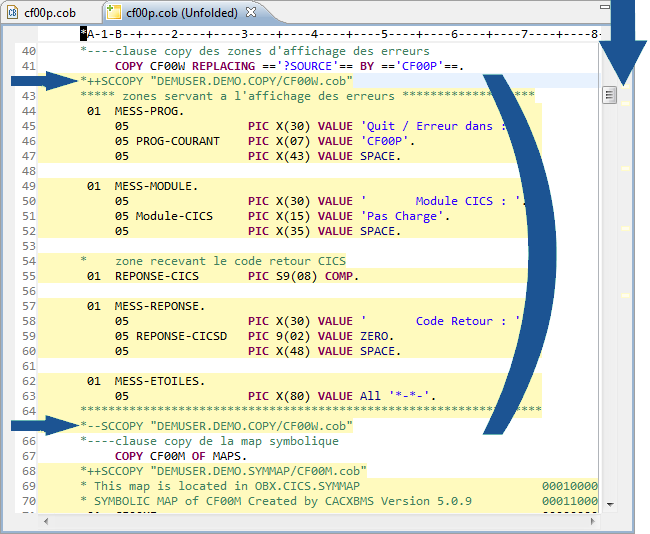 cf00p.cob
cf00p.cob (Unfolded)
*A-1-B--+----2----+----3----+----4----+----5----+----6----+----7----+----8
40 *----clause copy des zones d'affichage des erreurs
41 COPY CF00W REPLACING =='?SOURCE'== BY =='CF00P'==.
*++SCCOPY "DEMUSER.DEMO.COPY/CF00W.cob"
43 ***** zones servant a l'affichage des erreurs *******************
44 01 MESS-PROG.
45 05 PIC X(30) VALUE 'Quit / Erreur dans :
46 05 PROG-COURANT PIC X(07) VALUE 'CF00P'.
47 05 PIC X(43) VALUE SPACE.
48
49 01 MESS-MODULE.
50 05 PIC X(30) VALUE ' Module CICS : '.
51 05 Module-CICS PIC X(15) VALUE 'Pas Charge'.
52 05 PIC X(35) VALUE SPACE.
53
54 * zone recevant le code retour CICS
55 01 REPONSE-CICS PIC S9(08) COMP.
56
57 01 MESS-REPONSE.
58 05 PIC X(30) VALUE ' Code Retour : '
59 05 REPONSE-CICSD PIC 9(02) VALUE ZERO.
60 05 PIC X(48) VALUE SPACE.
61
62 01 MESS-ETOILES.
63 05 PIC X(80) VALUE All '*-*-'.
64 ******************************************************************
*--SCCOPY "DEMUSER.DEMO.COPY/CF00W.cob"
66 *----clause copy de la map symbolique
67 COPY CF00M OF MAPS.
68 *++SCCOPY "DEMUSER.DEMO.SYMMAP/CF00M.cob"
69 * This map is located in OBX.CICS.SYMMAP 00010000
70 * SYMBOLIC MAP of CF00M Created by CACXBMS Version 5.0.9 00011000